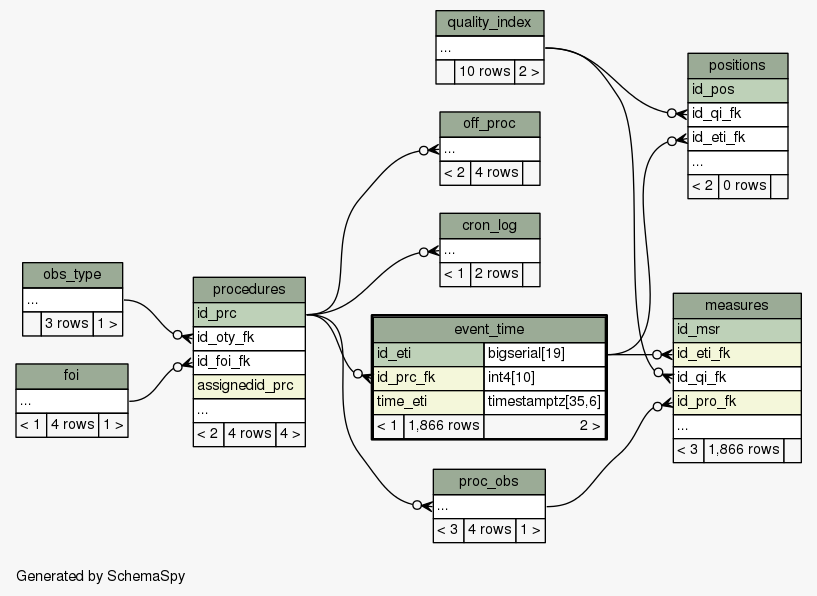 quality_index
...
10 rows 2 >
positions
id_pos
id_qi_fk
id_eti_fk
...
< 2 0 rows
off_proc
...
< 2 4 rows
cron_log
...
< 1 2 rows
obs_type
...
3 rows 1 >
foi
...
< 1 4 rows 1 >
procedures
id_prc
id_oty_fk
id_foi_fk
assignedid_prc
...
< 2 4 rows 4 >
event_time
id_eti bigserial[19]
id_prc_fk int4[10]
time_eti timestamptz[35,6]
< 1 1,866 rows 2 >
measures
id_msr
id_eti_fk
id_qi_fk
id_pro_fk
...
< 3 1,866 rows
proc_obs
...
< 3 4 rows 1 >
Generated by SchemaSpy